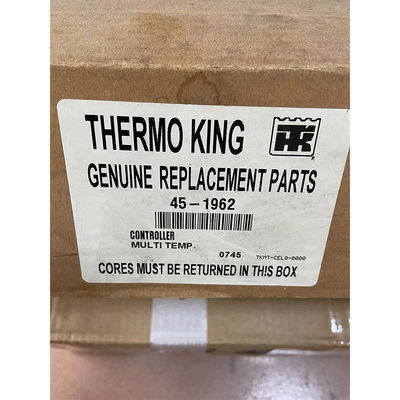 THERMO KING
TK
®
GENUINE REPLACEMENT PARTS
45-1962
CONTROLLER
MULTI TEMP.
0745 TKMT-CEL0-0000
CORES MUST BE RETURNED IN THIS BOX